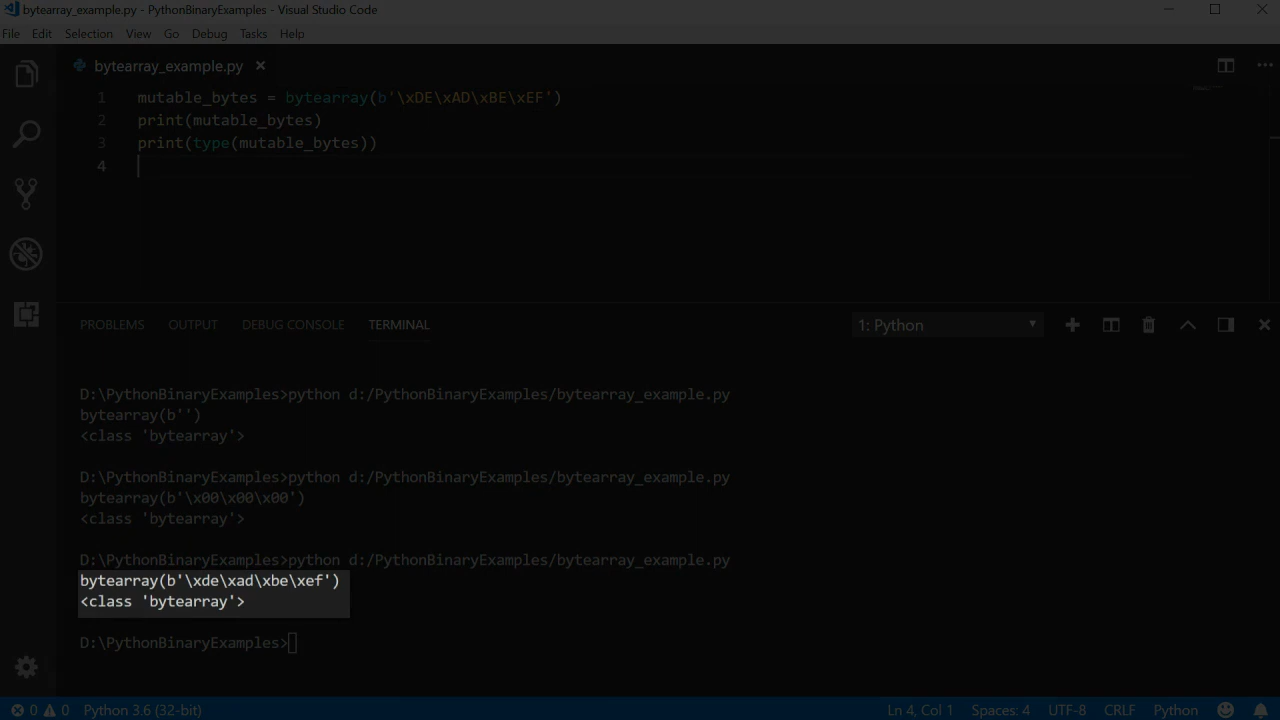 bytearray_example.py - PythonBinaryExamples - Visual Studio Code
File Edit Selection View Go Debug Tasks Help
bytearray_example.py
1 mutable_bytes = bytearray(b'\xDE\xAD\xBE\xEF')
2 print(mutable_bytes)
3 print(type(mutable_bytes))
4
PROBLEMS OUTPUT DEBUG CONSOLE TERMINAL 1: Python
D:\PythonBinaryExamples>python d:/PythonBinaryExamples/bytearray_example.py
bytearray(b'')
<class 'bytearray'>
D:\PythonBinaryExamples>python d:/PythonBinaryExamples/bytearray_example.py
bytearray(b'\x00\x00\x00')
<class 'bytearray'>
D:\PythonBinaryExamples>python d:/PythonBinaryExamples/bytearray_example.py
bytearray(b'\xde\xad\xbe\xef')
<class 'bytearray'>
D:\PythonBinaryExamples>
0 0 Python 3.6 (32-bit) Ln 4, Col 1 Spaces: 4 UTF-8 CRLF Python